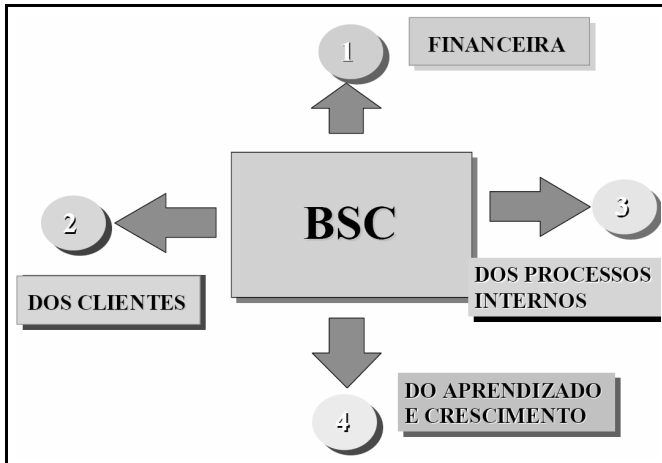 1
FINANCEIRA
BSC
2
3
DOS CLIENTES
DOS PROCESSOS
INTERNOS
4
DO APRENDIZADO
E CRESCIMENTO